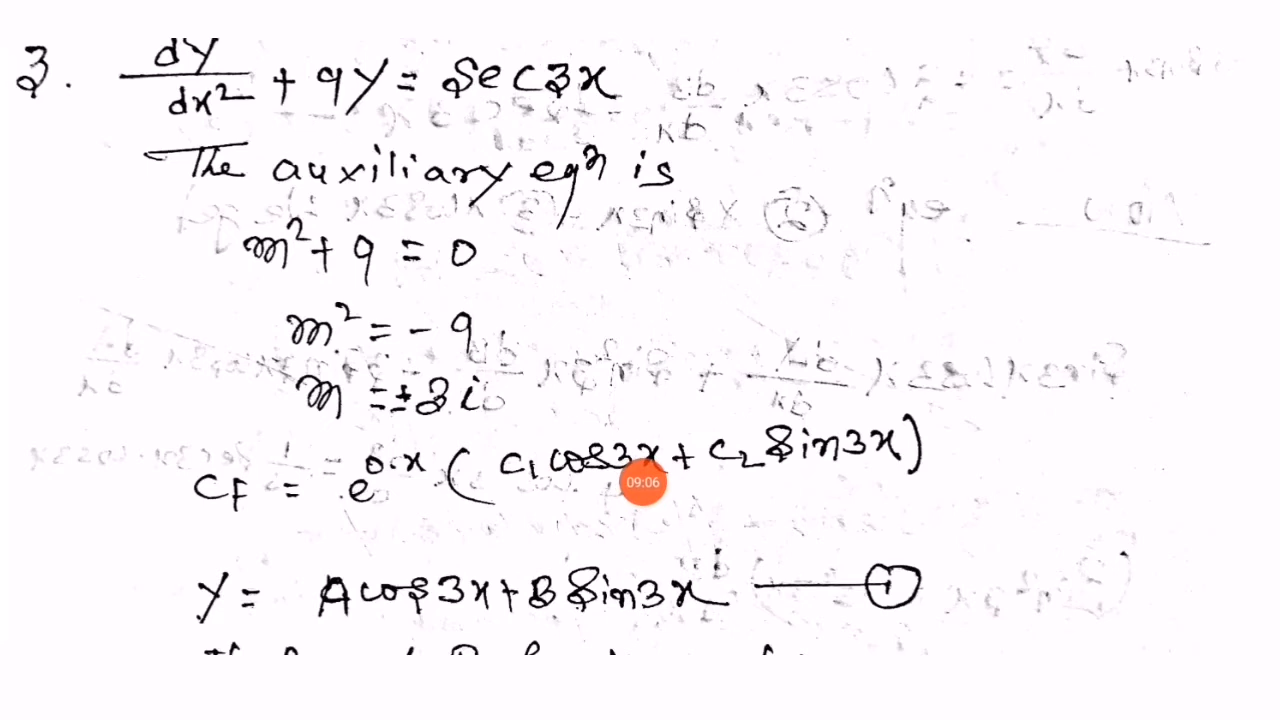 3. dy/dx² + 9y = Sec3x
The auxiliary eqn is
m² + 9 = 0
m² = - 9
m = ±3i
CF = e^0.x ( C₁ cos3x + C₂ Sin3x )
09:06
y = A cos3x + B Sin3x — ①